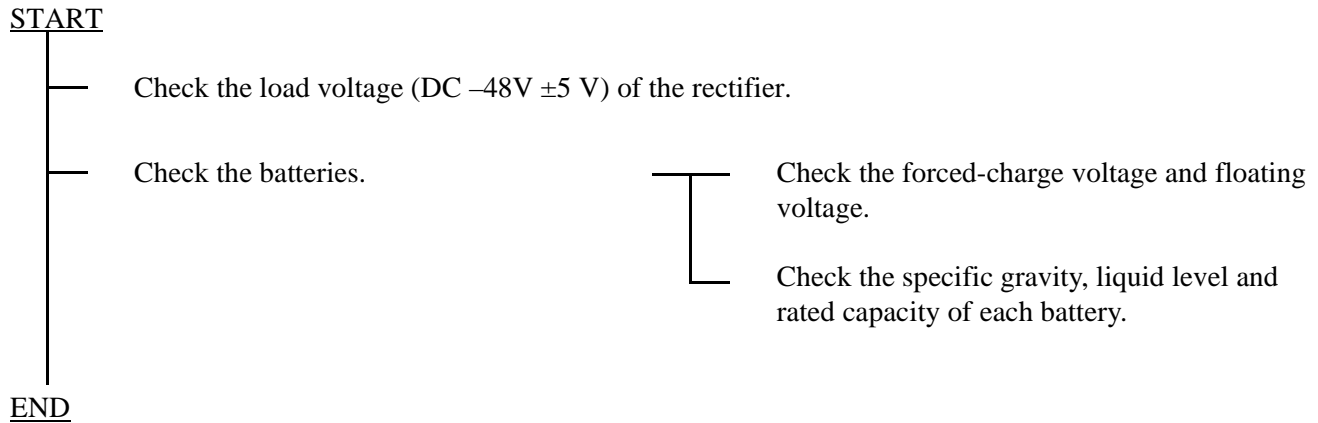 START
Check the load voltage (DC –48V ±5 V) of the rectifier.
Check the batteries.
Check the forced-charge voltage and floating
voltage.
Check the specific gravity, liquid level and
rated capacity of each battery.
END